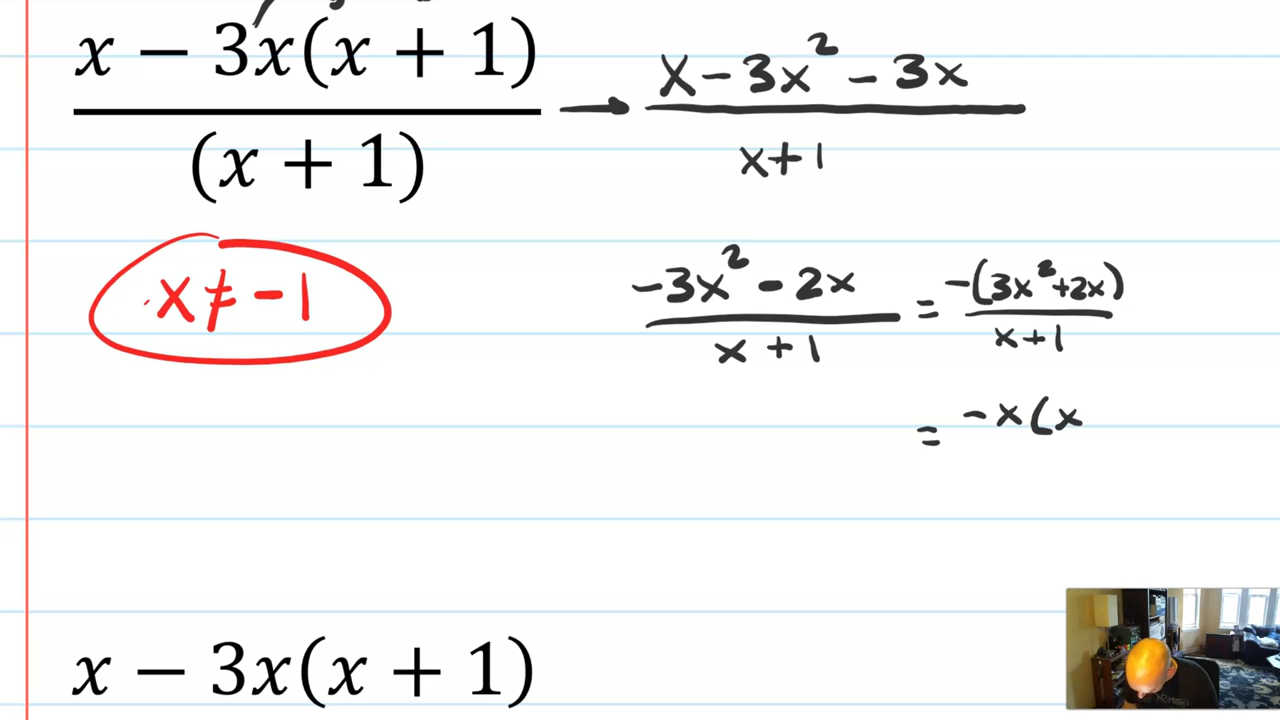 x − 3x(x + 1)
(x + 1)
→ x − 3x² − 3x
x + 1
x ≠ −1
−3x² − 2x
x + 1
= −(3x² + 2x)
x + 1
= −x(x
x − 3x(x + 1)